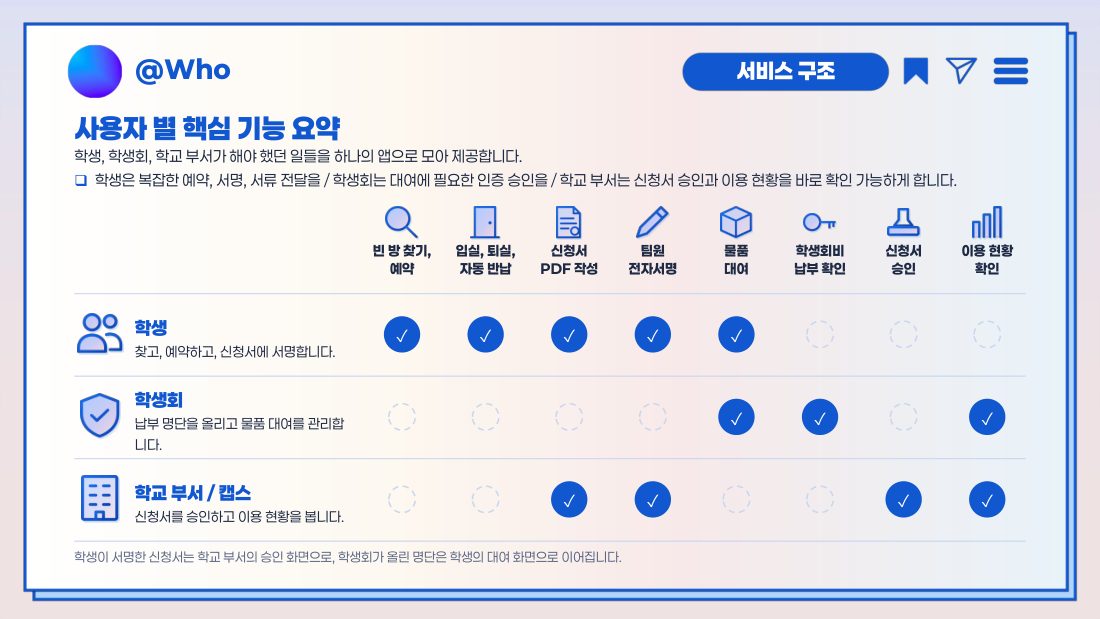 @Who
서비스 구조
사용자 별 핵심 기능 요약
학생, 학생회, 학교 부서가 해야 했던 일들을 하나의 앱으로 모아 제공합니다.
❏ 학생은 복잡한 예약, 서명, 서류 전달을 / 학생회는 대여에 필요한 인증 승인을 / 학교 부서는 신청서 승인과 이용 현황을 바로 확인 가능하게 합니다.
빈 방 찾기,
예약
입실, 퇴실,
자동 반납
신청서
PDF 작성
팀원
전자서명
물품
대여
학생회비
납부 확인
신청서
승인
이용 현황
확인
학생
찾고, 예약하고, 신청서에 서명합니다.
학생회
납부 명단을 올리고 물품 대여를 관리합
니다.
학교 부서 / 캡스
신청서를 승인하고 이용 현황을 봅니다.
학생이 서명한 신청서는 학교 부서의 승인 화면으로, 학생회가 올린 명단은 학생의 대여 화면으로 이어집니다.